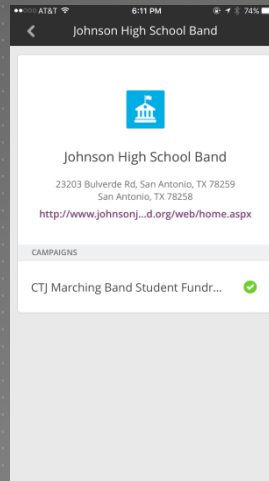 AT&T 6:11 PM 74%
Johnson High School Band
Johnson High School Band
23203 Bulverde Rd, San Antonio, TX 78259
San Antonio, TX 78258
http://www.johnsonj...d.org/web/home.aspx
CAMPAIGNS
CTJ Marching Band Student Fundr...